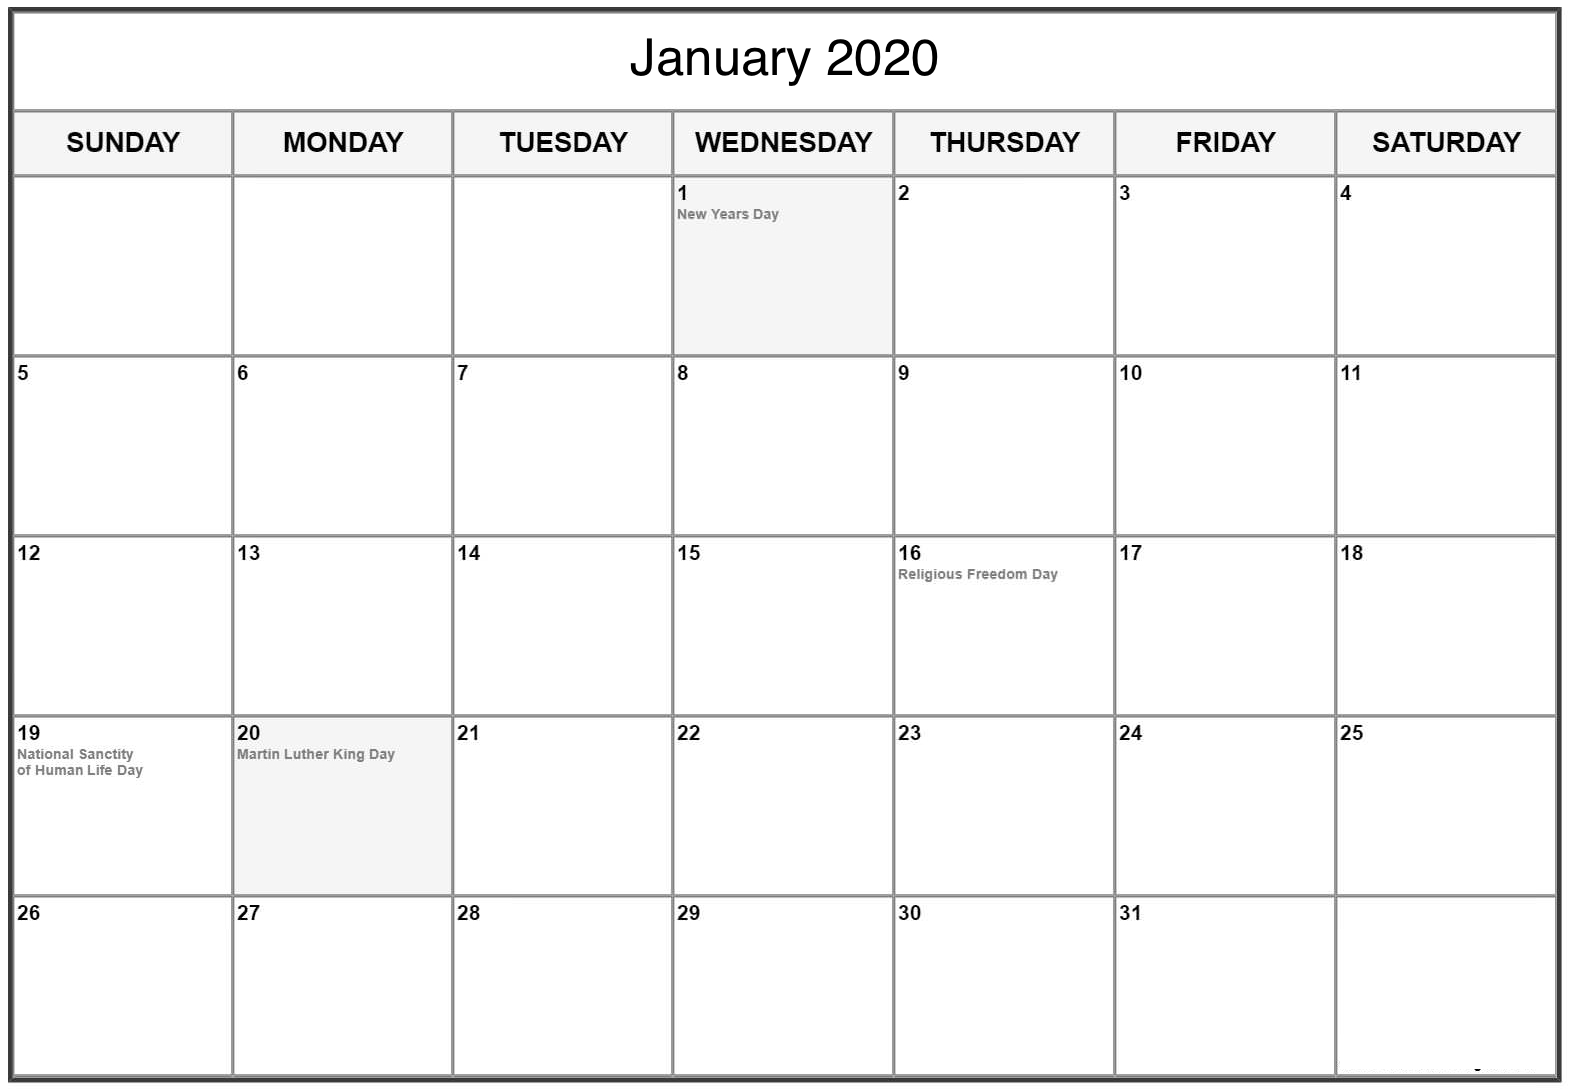 January 2020
SUNDAY MONDAY TUESDAY WEDNESDAY THURSDAY FRIDAY SATURDAY
1 2 3 4
New Years Day
5 6 7 8 9 10 11
12 13 14 15 16 17 18
Religious Freedom Day
19 20 21 22 23 24 25
National Sanctity Martin Luther King Day
of Human Life Day
26 27 28 29 30 31